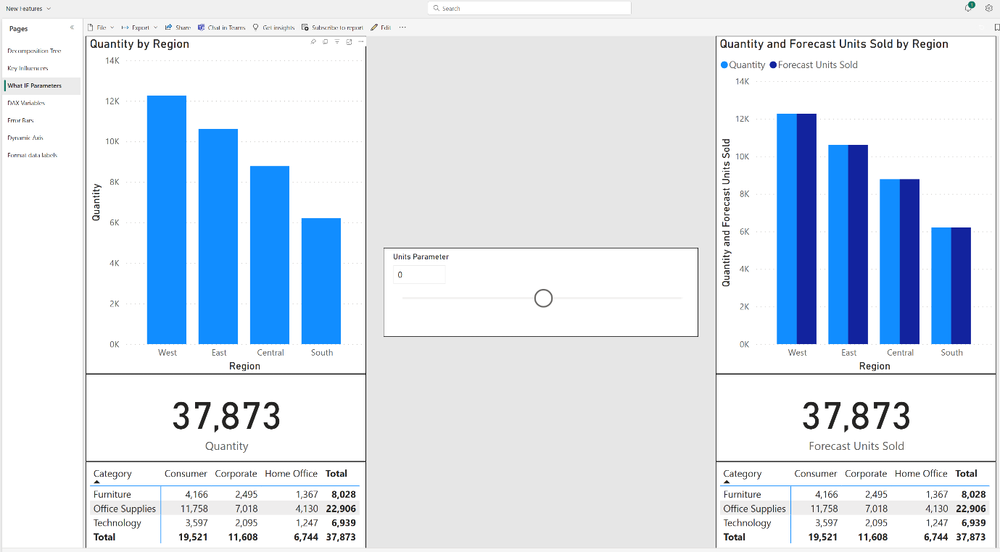 New Features
Search
1
Pages
File Export Share Chat in Teams Get insights Subscribe to report Edit
Decomposition Tree
Key Influencers
What IF Parameters
DAX Variables
Error Bars
Dynamic Axis
Format data labels
Quantity by Region
14K
12K
10K
8K
6K
4K
2K
0K
Quantity
West East Central South
Region
37,873
Quantity
Category Consumer Corporate Home Office Total
Furniture 4,166 2,495 1,367 8,028
Office Supplies 11,758 7,018 4,130 22,906
Technology 3,597 2,095 1,247 6,939
Total 19,521 11,608 6,744 37,873
Units Parameter
0
Quantity and Forecast Units Sold by Region
Quantity Forecast Units Sold
14K
12K
10K
8K
6K
4K
2K
0K
Quantity and Forecast Units Sold
West East Central South
Region
37,873
Forecast Units Sold
Category Consumer Corporate Home Office Total
Furniture 4,166 2,495 1,367 8,028
Office Supplies 11,758 7,018 4,130 22,906
Technology 3,597 2,095 1,247 6,939
Total 19,521 11,608 6,744 37,873